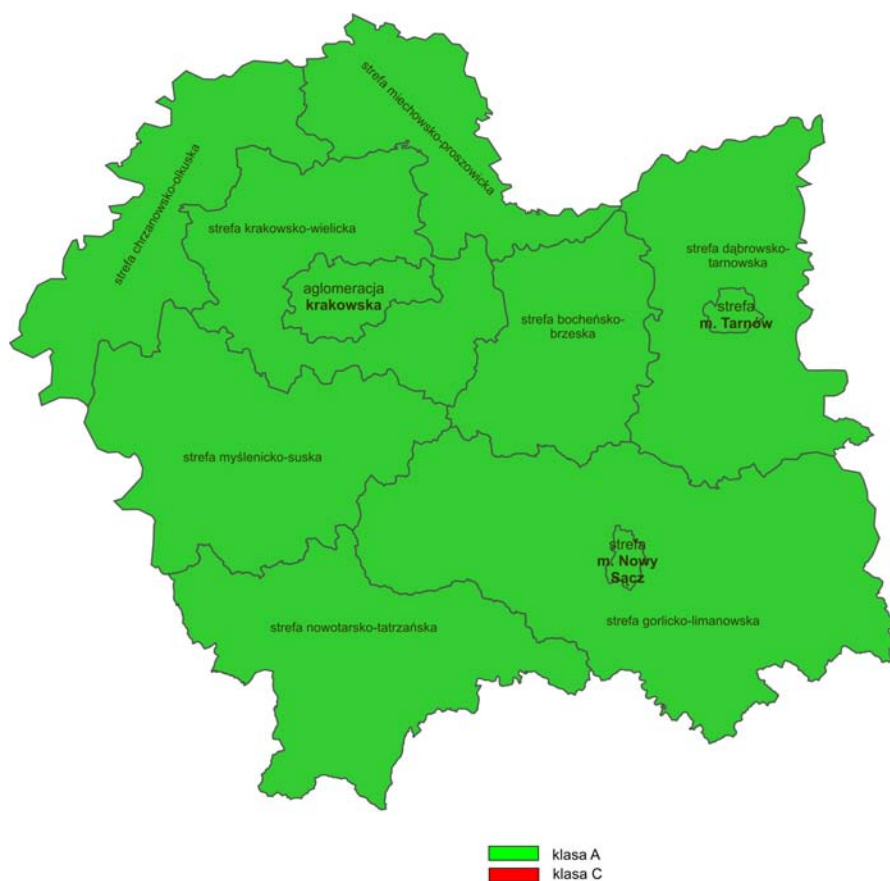 strefa miechowsko-proszowicka
strefa chrzanowsko-olkuska
strefa krakowsko-wielicka
aglomeracja
krakowska
strefa dąbrowsko-
tarnowska
strefa
m. Tarnów
strefa bocheńsko-
brzeska
strefa myślenicko-suska
strefa
m. Nowy
Sącz
strefa gorlicko-limanowska
strefa nowotarsko-tatrzańska
klasa A
klasa C